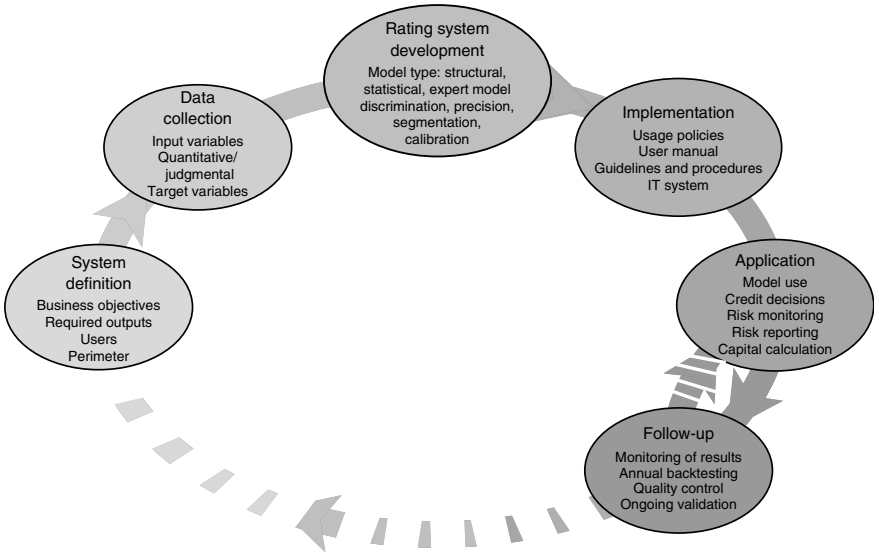 Rating system
development
Model type: structural,
statistical, expert model
discrimination, precision,
segmentation,
calibration
Data
collection
Input variables
Quantitative/
judgmental
Target variables
Implementation
Usage policies
User manual
Guidelines and procedures
IT system
System
definition
Business objectives
Required outputs
Users
Perimeter
Application
Model use
Credit decisions
Risk monitoring
Risk reporting
Capital calculation
Follow-up
Monitoring of results
Annual backtesting
Quality control
Ongoing validation